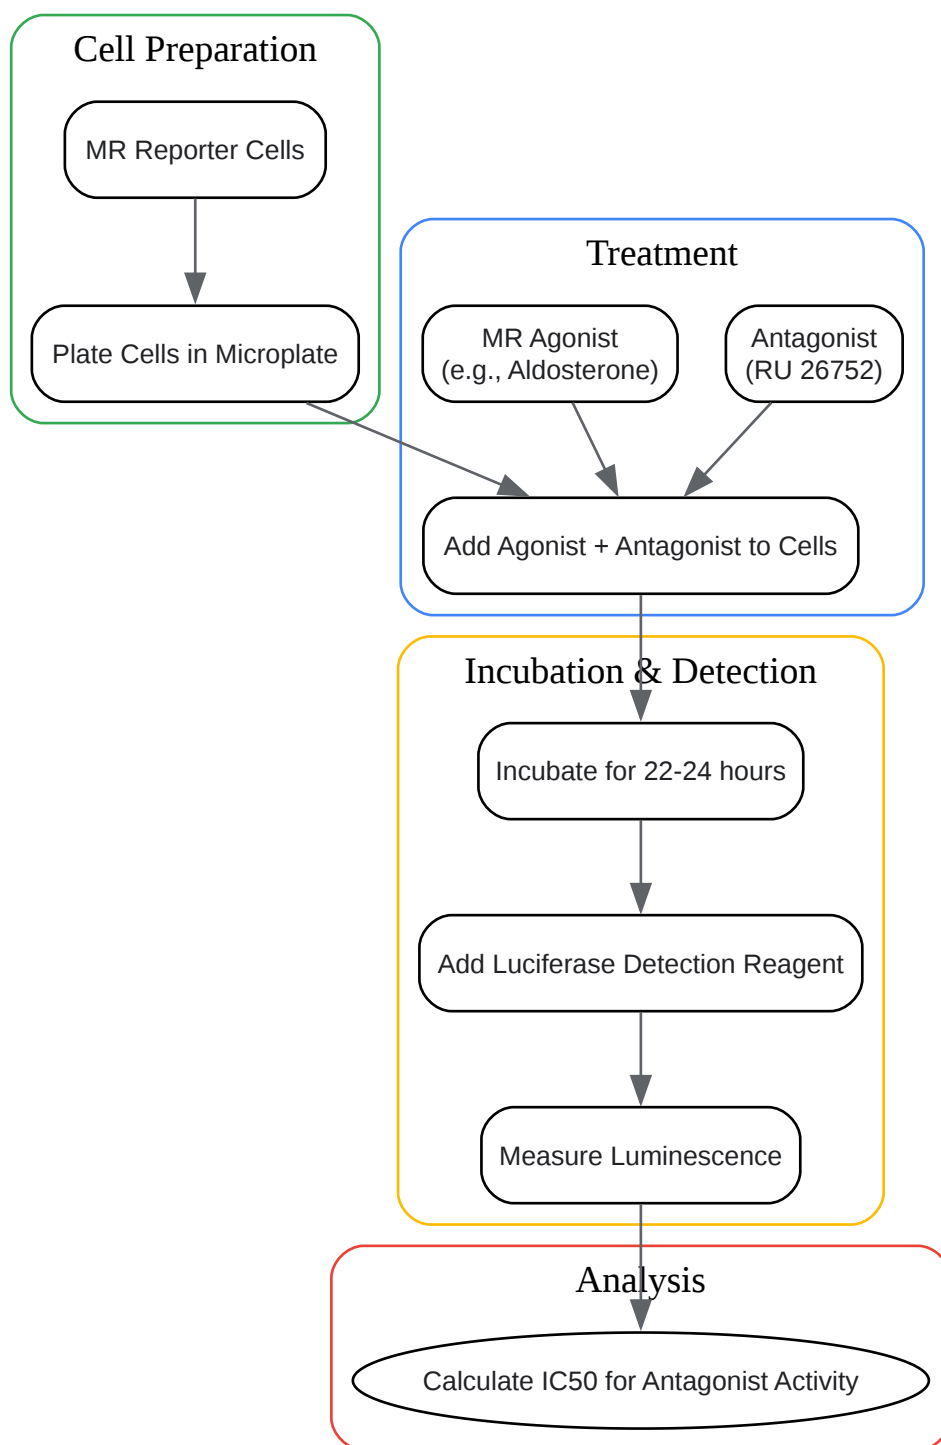 Cell Preparation
MR Reporter Cells
Plate Cells in Microplate
Treatment
MR Agonist
(e.g., Aldosterone)
Antagonist
(RU 26752)
Add Agonist + Antagonist to Cells
Incubation & Detection
Incubate for 22-24 hours
Add Luciferase Detection Reagent
Measure Luminescence
Analysis
Calculate IC50 for Antagonist Activity